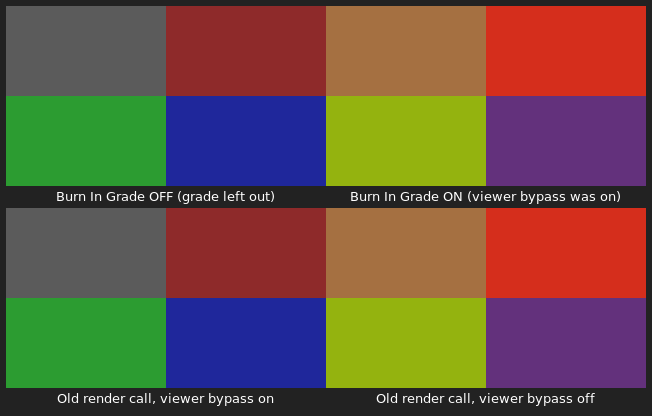 Burn In Grade OFF (grade left out)
Burn In Grade ON (viewer bypass was on)
Old render call, viewer bypass on
Old render call, viewer bypass off